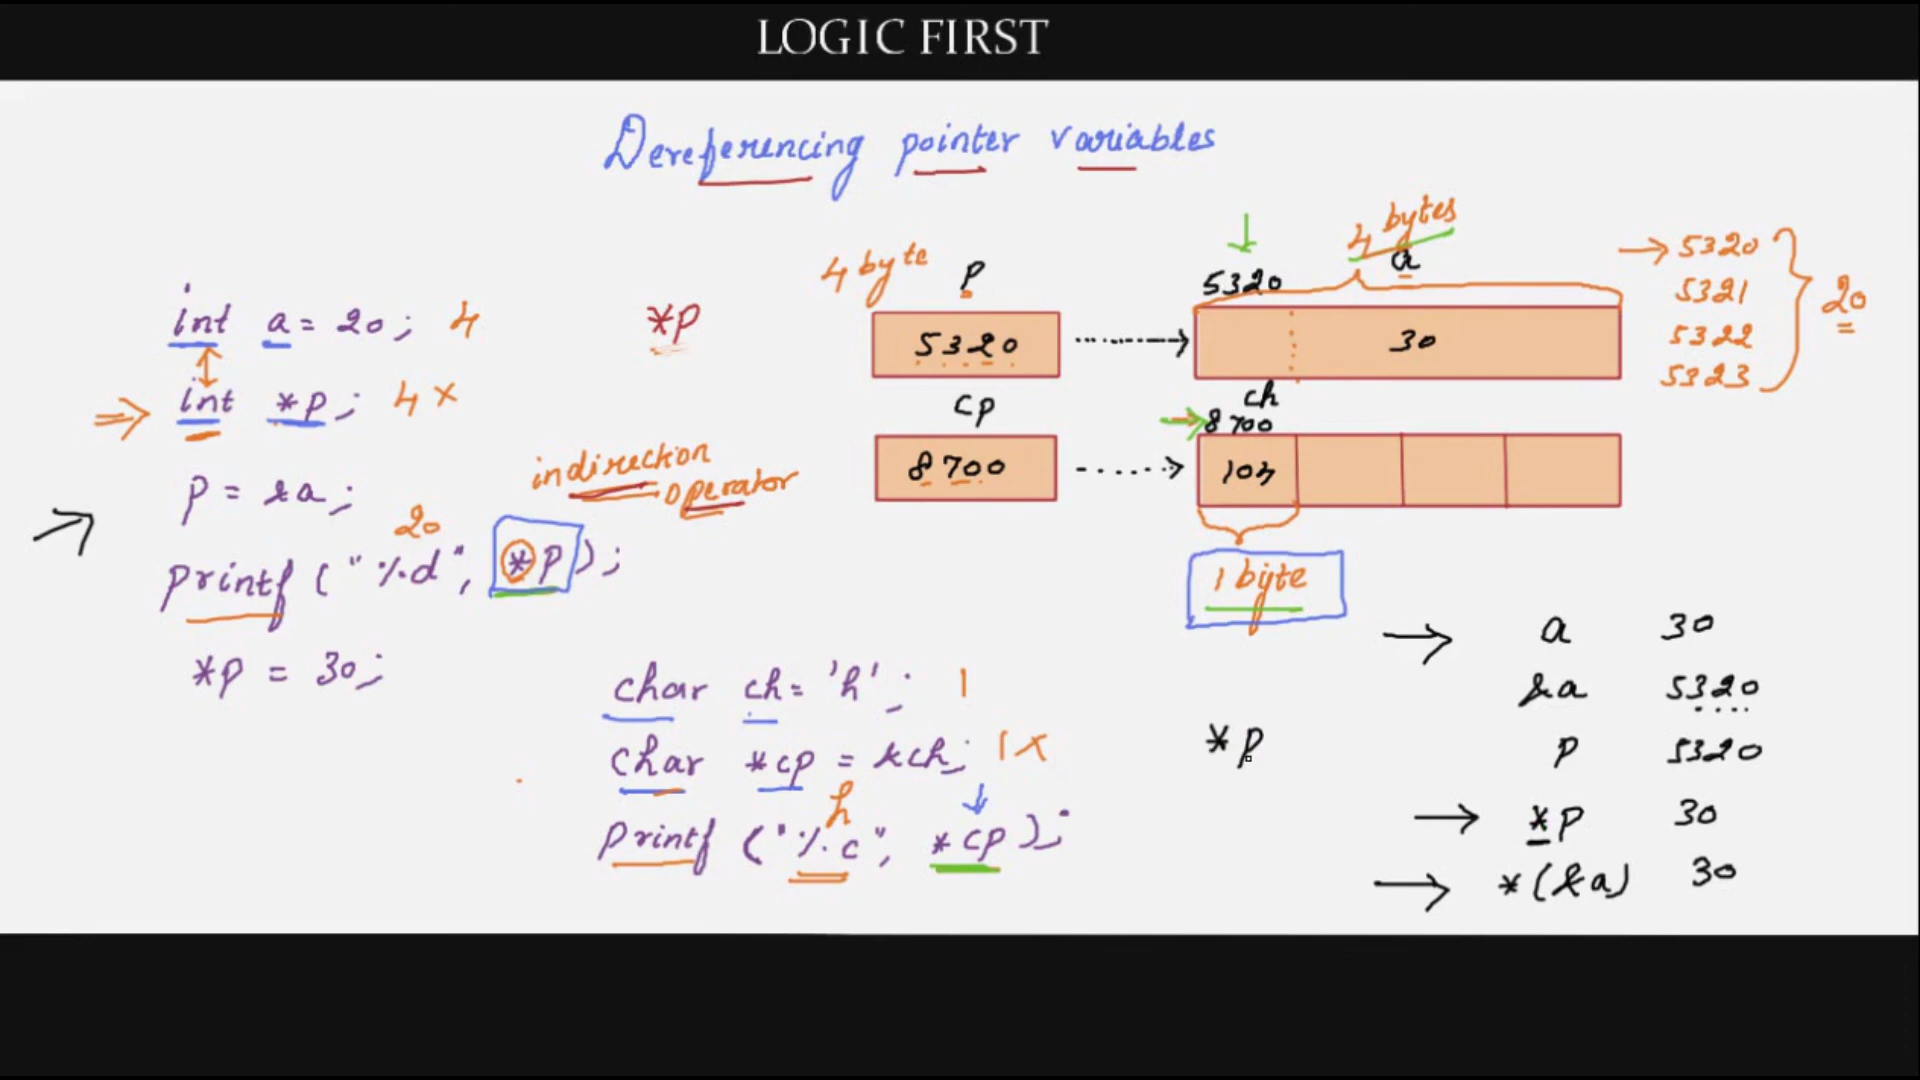 LOGIC FIRST
Dereferencing pointer variables
int a = 20; 4
int *p; 4 x
p = &a;
20
printf ("%d", *p);
*p = 30;
*p
indirection
operator
4 byte
p
5320
cp
8700
4 bytes
a
5320
30
ch
8700
104
1 byte
5320
5321
5322
5323
20
char ch = 'h'; 1
char *cp = &ch; 1 x
h
printf ("%c", *cp);
*p
a 30
&a 5320
p 5320
*p 30
*(&a) 30